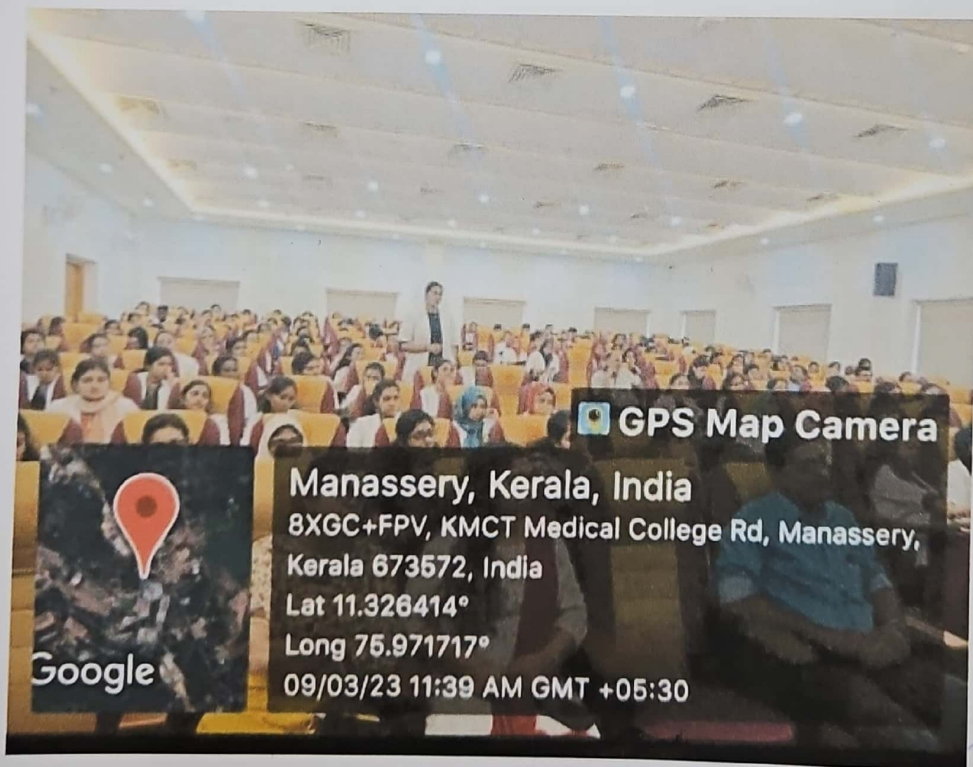 GPS Map Camera
Manassery, Kerala, India
8XGC+FPV, KMCT Medical College Rd, Manassery,
Kerala 673572, India
Lat 11.326414°
Long 75.971717°
09/03/23 11:39 AM GMT +05:30
Google